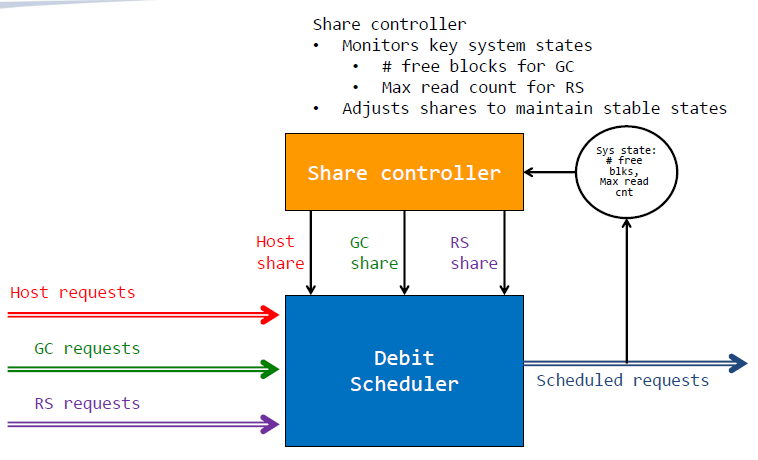 Share controller
• Monitors key system states
• # free blocks for GC
• Max read count for RS
• Adjusts shares to maintain stable states
Share controller
Sys state:
# free
blks,
Max read
cnt
Host
share
GC
share
RS
share
Host requests
GC requests
RS requests
Debit
Scheduler
Scheduled requests